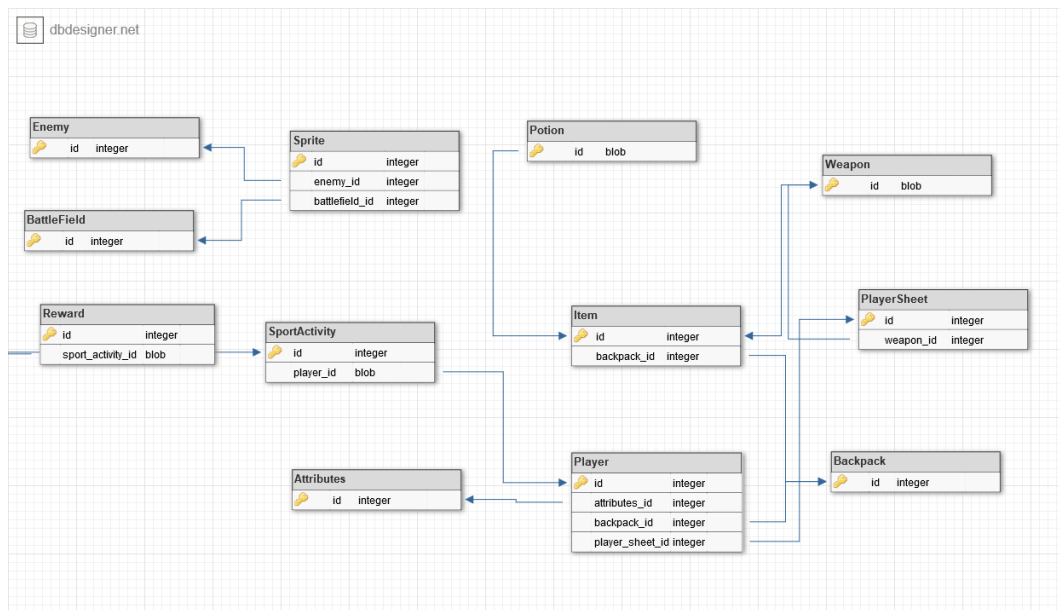 dbdesigner.net
Enemy
id integer
Sprite
id integer
enemy_id integer
battlefield_id integer
Potion
id blob
Weapon
id blob
BattleField
id integer
Reward
id integer
sport_activity_id blob
SportActivity
id integer
player_id blob
Item
id integer
backpack_id integer
PlayerSheet
id integer
weapon_id integer
Attributes
id integer
Player
id integer
attributes_id integer
backpack_id integer
player_sheet_id integer
Backpack
id integer